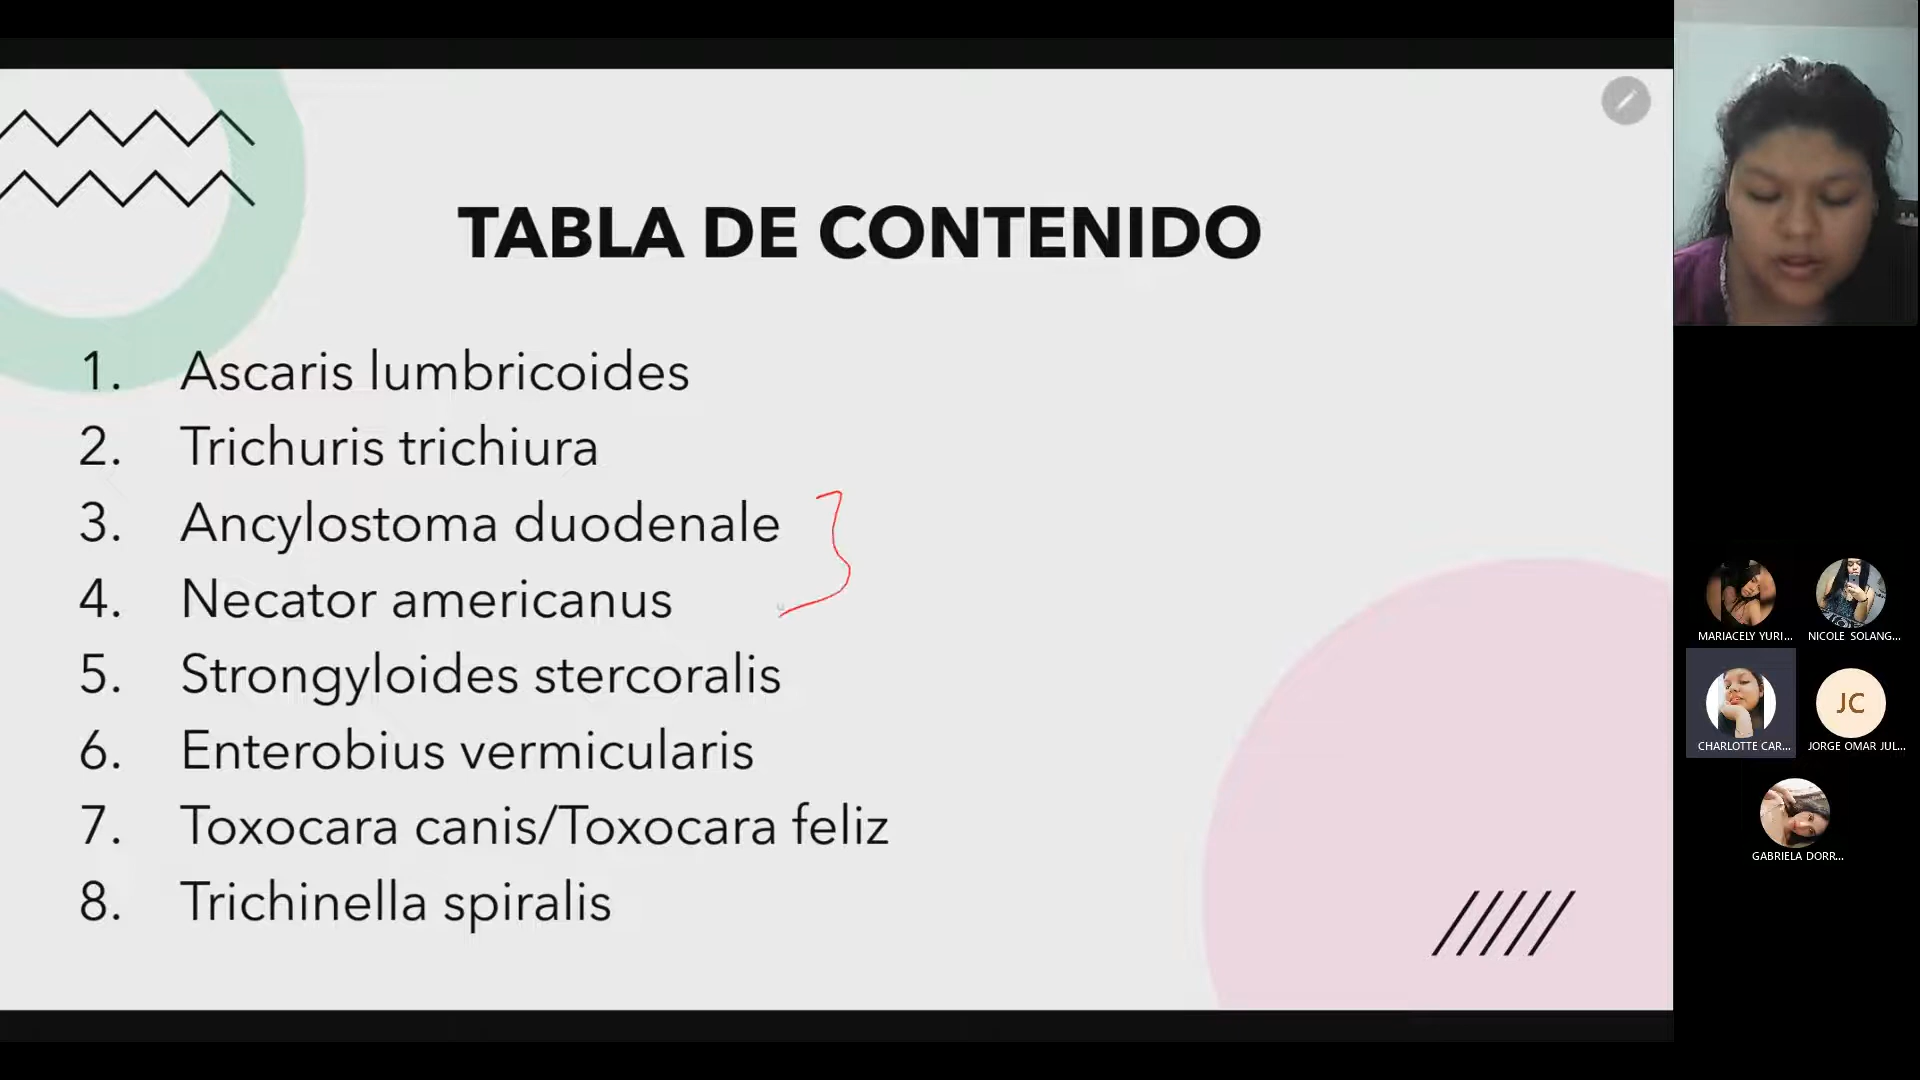 TABLA DE CONTENIDO
1. Ascaris lumbricoides
2. Trichuris trichiura
3. Ancylostoma duodenale
4. Necator americanus
5. Strongyloides stercoralis
6. Enterobius vermicularis
7. Toxocara canis/Toxocara feliz
8. Trichinella spiralis
MARIACELY YURI...
NICOLE SOLANG...
CHARLOTTE CAR...
JC
JORGE OMAR JUL...
GABRIELA DORR...